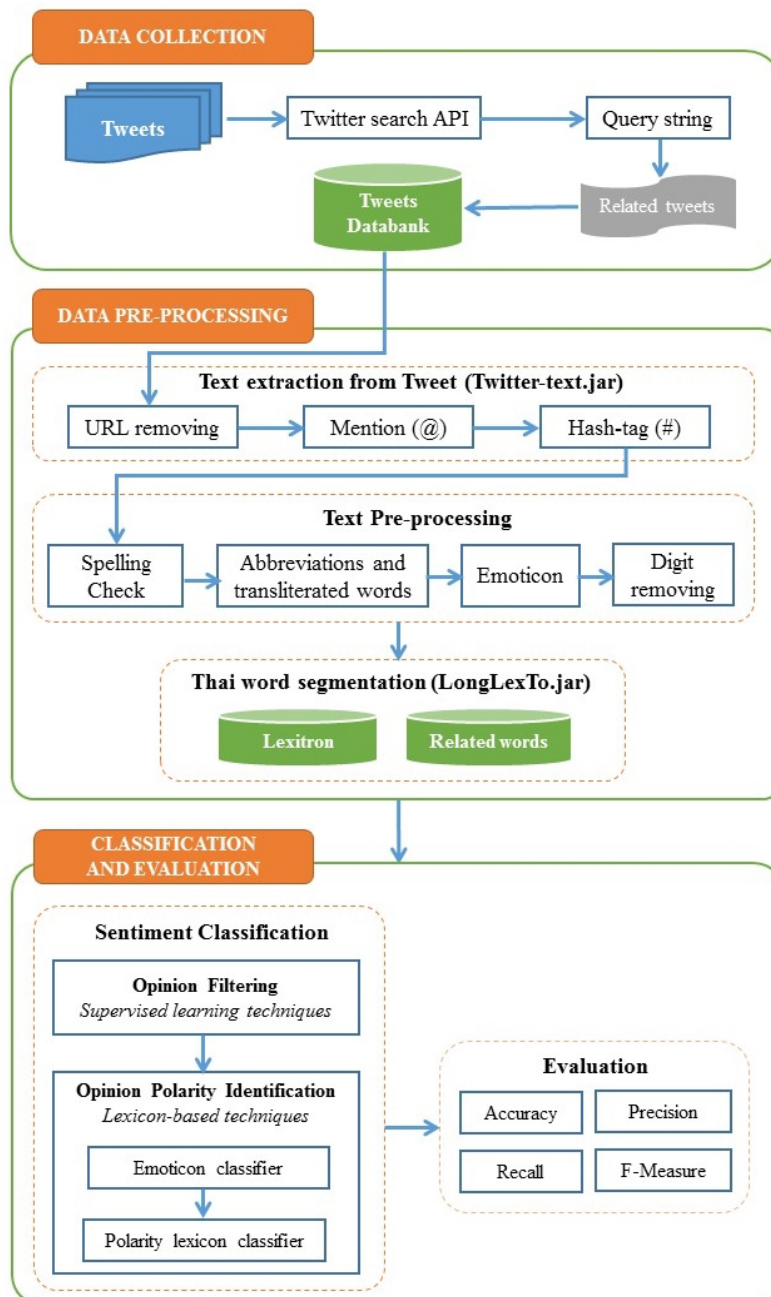 DATA COLLECTION
Tweets
Twitter search API
Query string
Tweets
Databank
Related tweets
DATA PRE-PROCESSING
Text extraction from Tweet (Twitter-text.jar)
URL removing
Mention (@)
Hash-tag (#)
Text Pre-processing
Spelling
Check
Abbreviations and
transliterated words
Emoticon
Digit
removing
Thai word segmentation (LongLexTo.jar)
Lexitron
Related words
CLASSIFICATION
AND EVALUATION
Sentiment Classification
Opinion Filtering
Supervised learning techniques
Opinion Polarity Identification
Lexicon-based techniques
Emoticon classifier
Polarity lexicon classifier
Evaluation
Accuracy
Precision
Recall
F-Measure